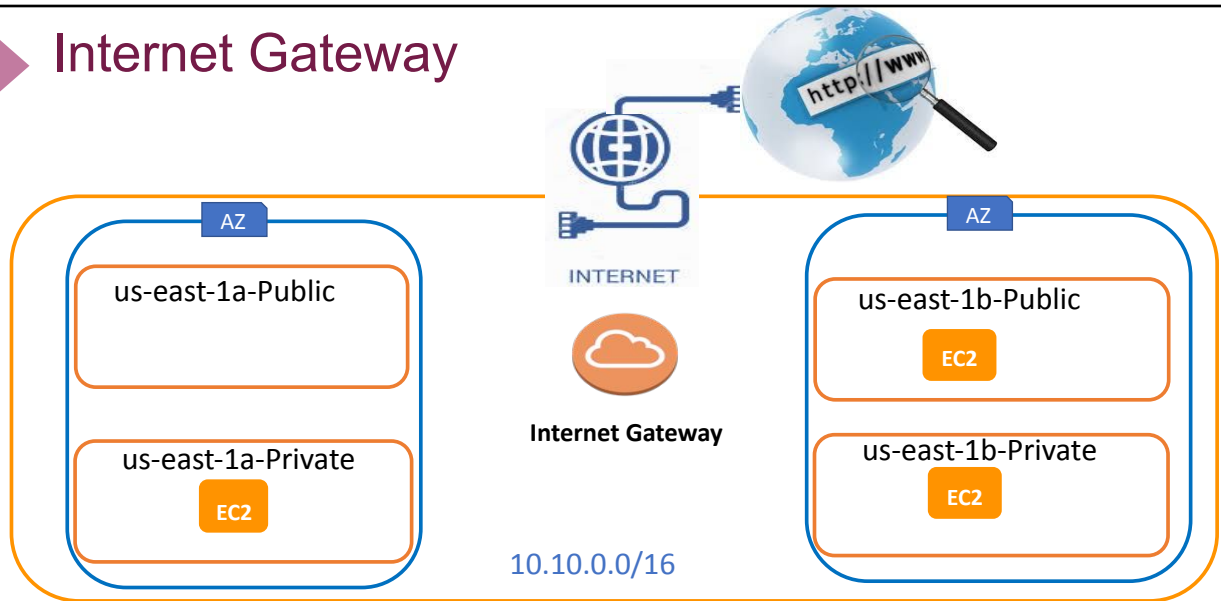 Internet Gateway
http://www.
AZ
us-east-1a-Public
us-east-1a-Private
EC2
INTERNET
Internet Gateway
10.10.0.0/16
AZ
us-east-1b-Public
EC2
us-east-1b-Private
EC2